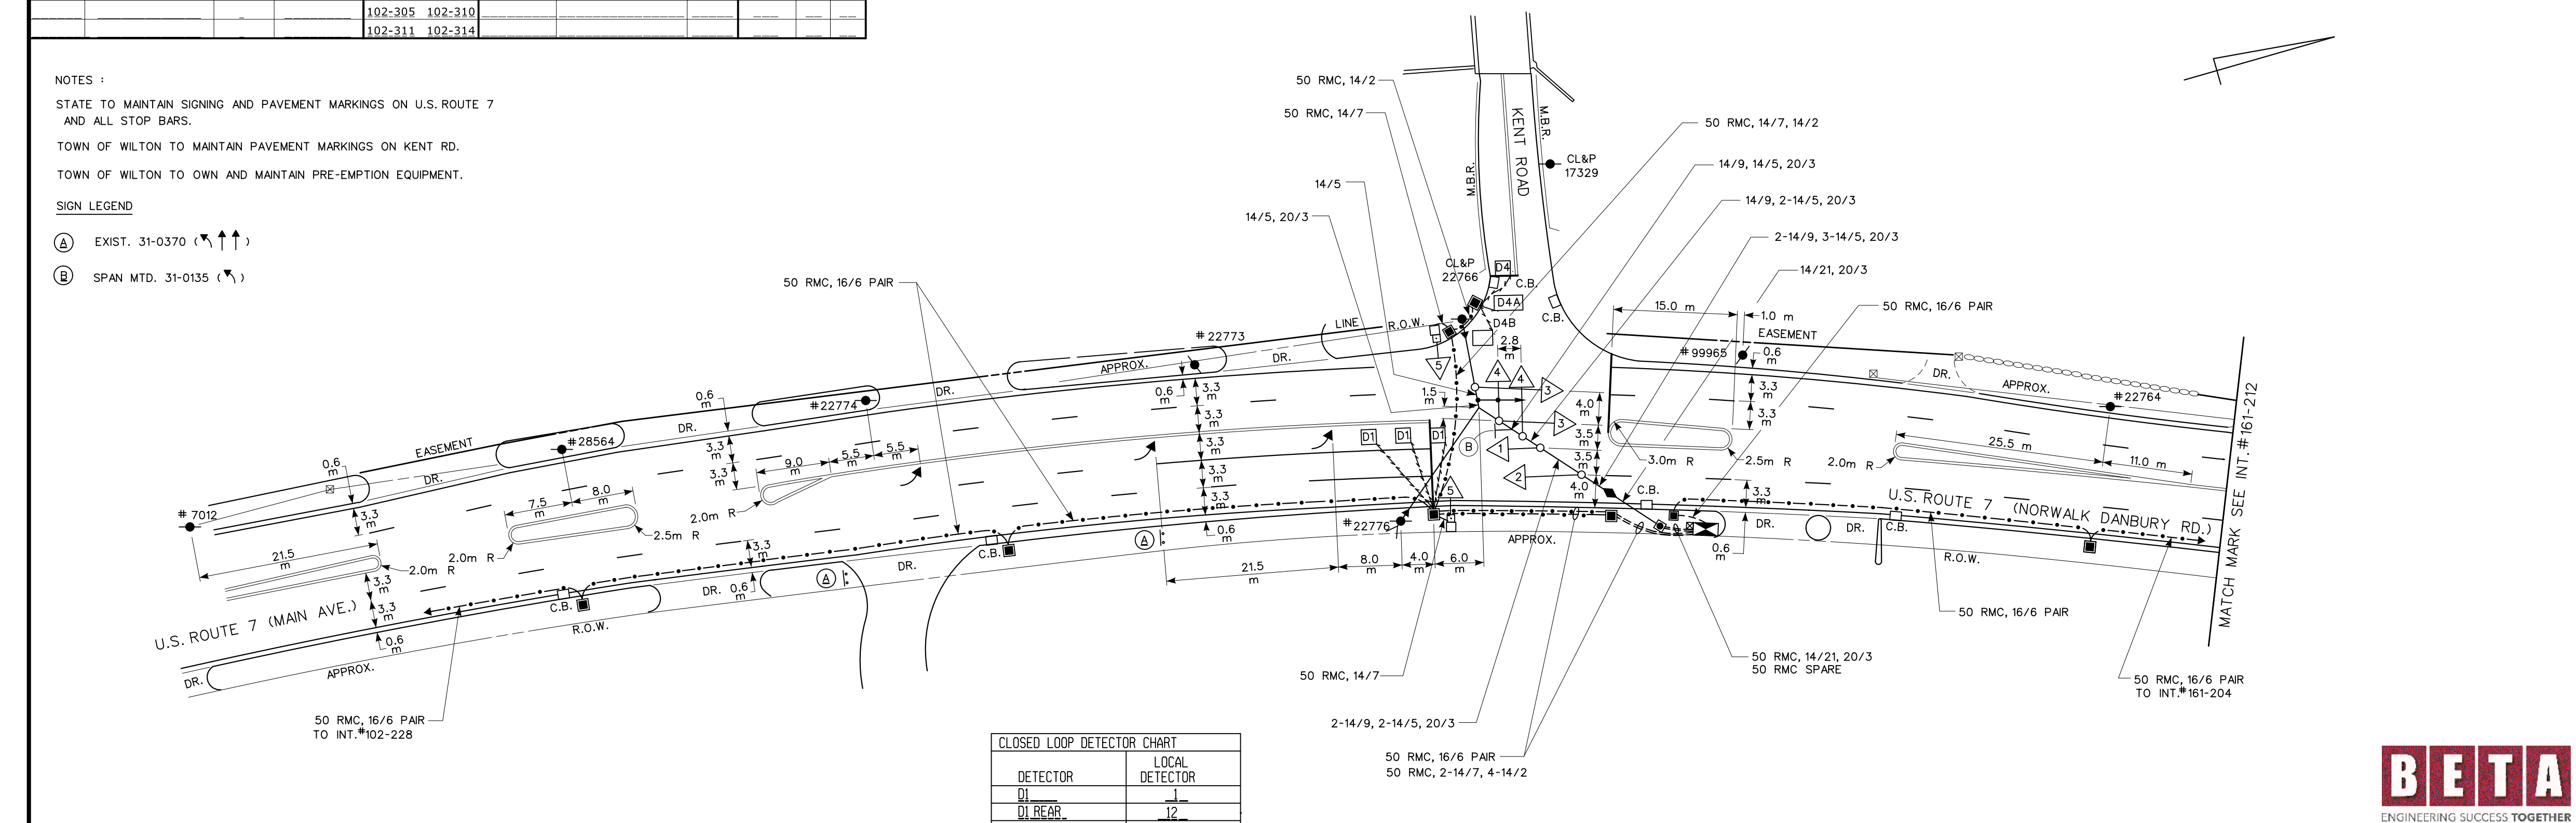 102-305 102-310
102-311 102-314
NOTES :
STATE TO MAINTAIN SIGNING AND PAVEMENT MARKINGS ON U.S. ROUTE 7
AND ALL STOP BARS.
TOWN OF WILTON TO MAINTAIN PAVEMENT MARKINGS ON KENT RD.
TOWN OF WILTON TO OWN AND MAINTAIN PRE-EMPTION EQUIPMENT.
SIGN LEGEND
A EXIST. 31-0370 ( )
B SPAN MTD. 31-0135 ( )
50 RMC, 14/2
50 RMC, 14/7
14/5
14/5, 20/3
50 RMC, 16/6 PAIR
M.B.R.
KENT ROAD
M.B.R.
CL&P
17329
50 RMC, 14/7, 14/2
14/9, 14/5, 20/3
14/9, 2-14/5, 20/3
2-14/9, 3-14/5, 20/3
14/21, 20/3
50 RMC, 16/6 PAIR
CL&P
22766
D4
C.B.
D4A
D4B
C.B.
2.8
m
15.0 m
1.0 m
EASEMENT
#99965
0.6
m
3.3
m
3.3
m
DR.
APPROX.
#22764
25.5 m
11.0 m
2.0m R
3.0m R
2.5m R
MATCH MARK SEE INT.#161-212
LINE
R.O.W.
#22773
DR.
APPROX.
0.6
m
3.3
m
3.3
m
3.3
m
3.3
m
3.3
m
0.6
m
DR.
#22774
0.6
m
3.3
m
3.3
m
DR.
9.0
m
5.5
m
5.5
m
2.0m R
#28564
EASEMENT
0.6
m
DR.
3.3
m
7.5
m
8.0
m
2.5m R
2.0m R
# 7012
21.5
m
2.0m R
3.3
m
3.3
m
0.6
m
U.S. ROUTE 7 (MAIN AVE.)
DR.
APPROX.
R.O.W.
C.B.
3.3
m
DR. 0.6
m
A
DR.
C.B.
A
21.5
m
8.0
m
4.0
m
6.0
m
#22776
APPROX.
D1
D1
D1
B
1.5
m
5
4
4
3
3
1
2
5
4.0
m
3.5
m
3.5
m
4.0
m
C.B.
3.3
m
0.6
m
DR.
DR.
C.B.
R.O.W.
U.S. ROUTE 7 (NORWALK DANBURY RD.)
50 RMC, 16/6 PAIR
50 RMC, 16/6 PAIR
TO INT.#161-204
50 RMC, 14/21, 20/3
50 RMC SPARE
50 RMC, 14/7
2-14/9, 2-14/5, 20/3
50 RMC, 16/6 PAIR
50 RMC, 2-14/7, 4-14/2
50 RMC, 16/6 PAIR
TO INT.#102-228
CLOSED LOOP DETECTOR CHART
DETECTOR
LOCAL
DETECTOR
D1 1
D1 REAR 12
BETA
ENGINEERING SUCCESS TOGETHER